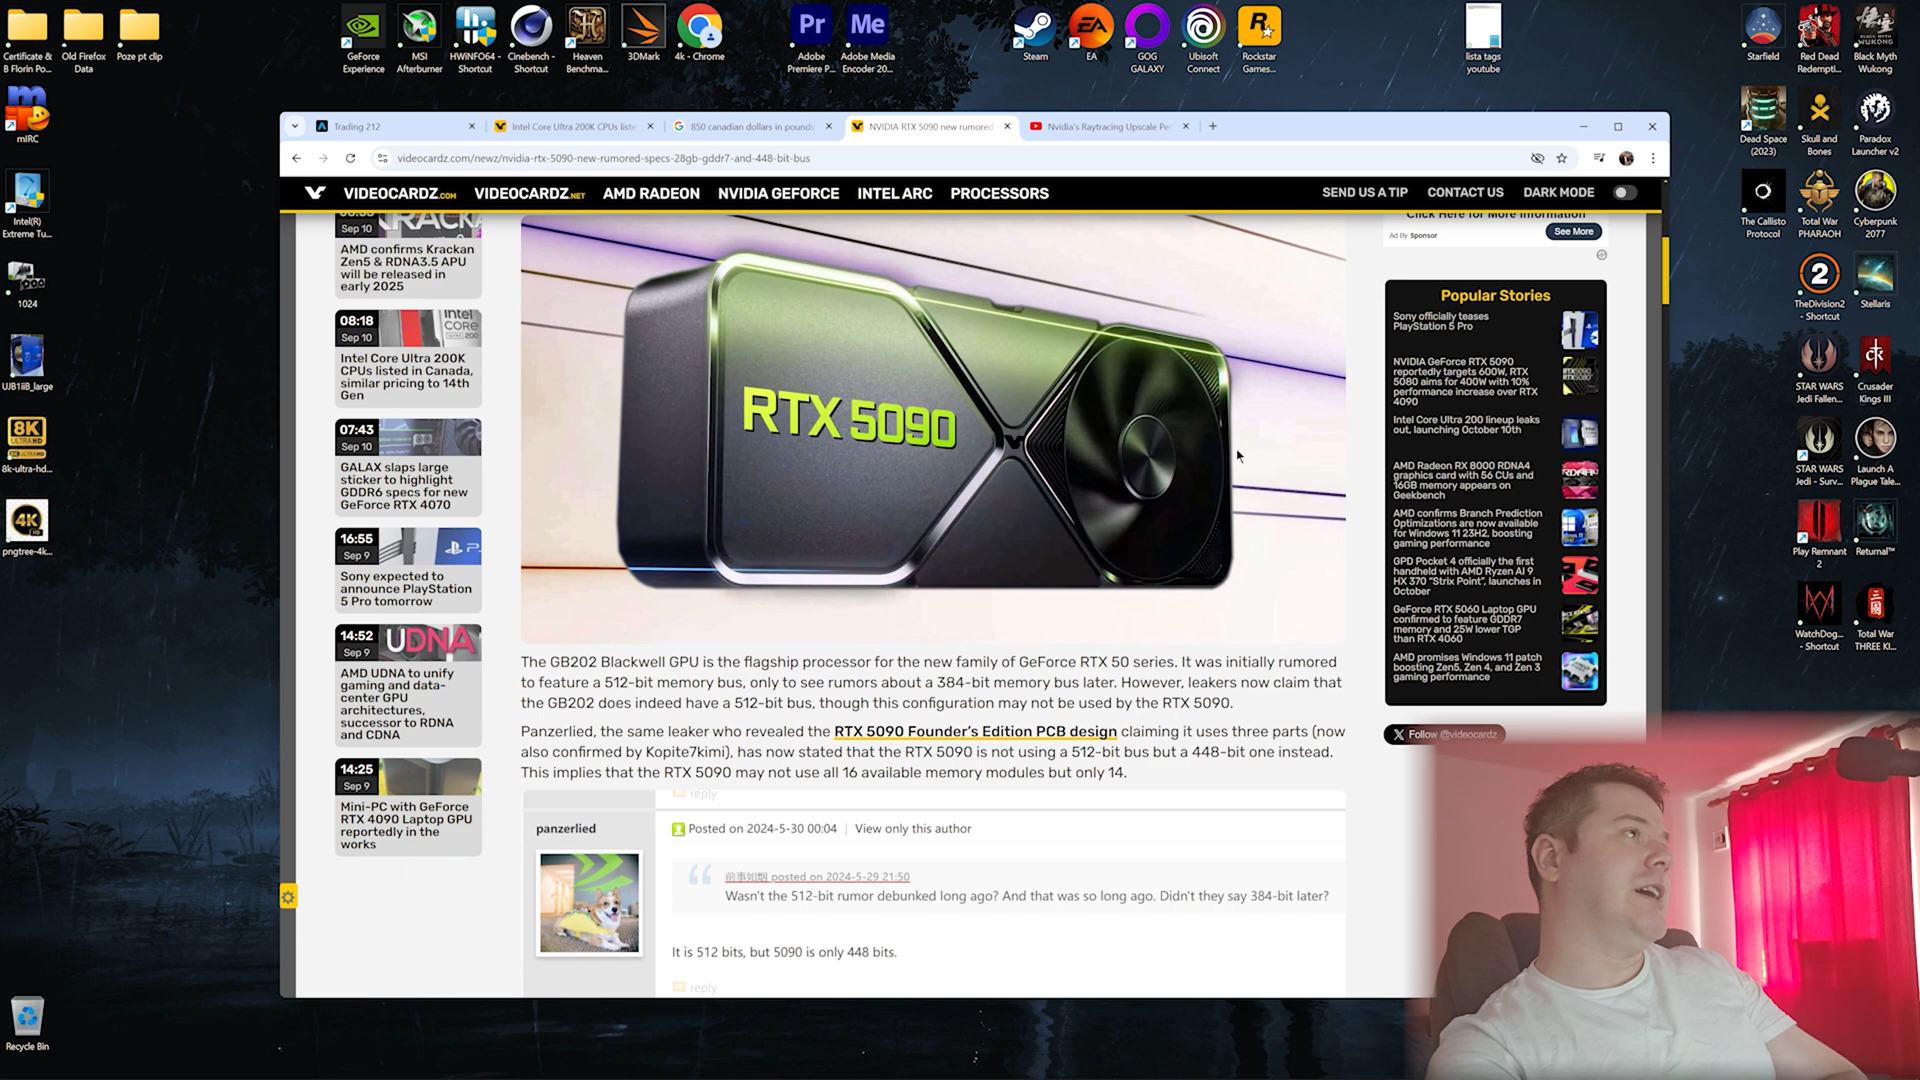 Certificate &
B Florin Po...
Old Firefox
Data
Poze pt clip
GeForce
Experience
MSI
Afterburner
HWiNFO64 -
Shortcut
Cinebench -
Shortcut
Heaven
Benchma...
3DMark
4k - Chrome
Pr
Adobe
Premiere P...
Me
Adobe Media
Encoder 20...
Steam
EA
EA
GOG
GALAXY
Ubisoft
Connect
R
Rockstar
Games...
lista tags
youtube
Starfield
Red Dead
Redempti...
Black Myth
Wukong
mIRC
Intel(R)
Extreme Tu...
1024
UJB1iiB_large
8K
ULTRA HD
8k-ultra-hd...
4K
pngtree-4k...
Recycle Bin
Dead Space
(2023)
Skull and
Bones
Paradox
Launcher v2
The Callisto
Protocol
Total War
PHARAOH
Cyberpunk
2077
TheDivision2
- Shortcut
Stellaris
STAR WARS
Jedi Fallen...
Crusader
Kings III
STAR WARS
Jedi - Surv...
Launch A
Plague Tale...
Play Remnant
2
Returnal™
WatchDog...
- Shortcut
Total War
THREE KI...
Trading 212
Intel Core Ultra 200K CPUs liste
850 canadian dollars in pounds
NVIDIA RTX 5090 new rumored
Nvidia's Raytracing Upscale Per
videocardz.com/newz/nvidia-rtx-5090-new-rumored-specs-28gb-gddr7-and-448-bit-bus
VIDEOCARDZ.COM
VIDEOCARDZ.NET
AMD RADEON
NVIDIA GEFORCE
INTEL ARC
PROCESSORS
SEND US A TIP
CONTACT US
DARK MODE
Sep 10
AMD confirms Krackan
Zen5 & RDNA3.5 APU
will be released in
early 2025
08:18
Sep 10
intel
CORE
Intel Core Ultra 200K
CPUs listed in Canada,
similar pricing to 14th
Gen
07:43
Sep 10
GALAX slaps large
sticker to highlight
GDDR6 specs for new
GeForce RTX 4070
16:55
Sep 9
Sony expected to
announce PlayStation
5 Pro tomorrow
14:52
Sep 9
UDNA
AMD UDNA to unify
gaming and data-
center GPU
architectures,
successor to RDNA
and CDNA
14:25
Sep 9
Mini-PC with GeForce
RTX 4090 Laptop GPU
reportedly in the
works
RTX 5090
The GB202 Blackwell GPU is the flagship processor for the new family of GeForce RTX 50 series. It was initially rumored
to feature a 512-bit memory bus, only to see rumors about a 384-bit memory bus later. However, leakers now claim that
the GB202 does indeed have a 512-bit bus, though this configuration may not be used by the RTX 5090.
Panzerlied, the same leaker who revealed the RTX 5090 Founder's Edition PCB design claiming it uses three parts (now
also confirmed by Kopite7kimi), has now stated that the RTX 5090 is not using a 512-bit bus but a 448-bit one instead.
This implies that the RTX 5090 may not use all 16 available memory modules but only 14.
reply
panzerlied
Posted on 2024-5-30 00:04 | View only this author
前事如烟 posted on 2024-5-29 21:50
Wasn't the 512-bit rumor debunked long ago? And that was so long ago. Didn't they say 384-bit later?
It is 512 bits, but 5090 is only 448 bits.
reply
Click Here for More Information
Ad By Sponsor
See More
Popular Stories
Sony officially teases
PlayStation 5 Pro
NVIDIA GeForce RTX 5090
reportedly targets 600W, RTX
5080 aims for 400W with 10%
performance increase over RTX
4090
Intel Core Ultra 200 lineup leaks
out, launching October 10th
AMD Radeon RX 8000 RDNA4
graphics card with 56 CUs and
16GB memory appears on
Geekbench
AMD confirms Branch Prediction
Optimizations are now available
for Windows 11 23H2, boosting
gaming performance
GPD Pocket 4 officially the first
handheld with AMD Ryzen AI 9
HX 370 "Strix Point", launches in
October
GeForce RTX 5060 Laptop GPU
confirmed to feature GDDR7
memory and 25W lower TGP
than RTX 4060
AMD promises Windows 11 patch
boosting Zen5, Zen 4, and Zen 3
gaming performance
Follow @videocardz